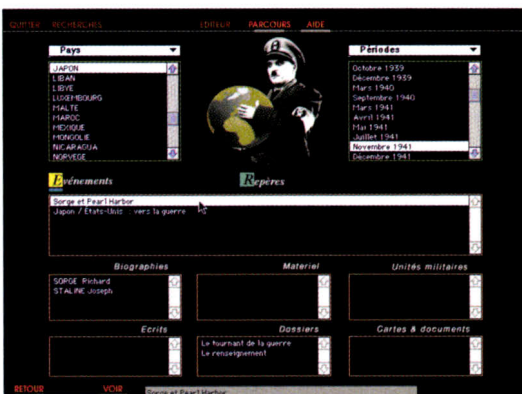 QUITTER RECHERCHES EDITEUR PARCOURS AIDE
Pays
JAPON
LIBAN
LIBYE
LUXEMBOURG
MALTE
MAROC
MEXIQUE
MONGOLIE
NICARAGUA
NORVEGE
Périodes
Octobre 1939
Décembre 1939
Mars 1940
Septembre 1940
Mars 1941
Avril 1941
Mai 1941
Juillet 1941
Novembre 1941
Décembre 1941
Evénements
Repères
Sorge et Pearl Harbor
Japon / Etats-Unis : vers la guerre
Biographies
SORGE Richard
STALINE Joseph
Matériel
Unités militaires
Ecrits
Dossiers
Le tournant de la guerre
Le renseignement
Cartes & documents
RETOUR VOIR Sorge et Pearl Harbor